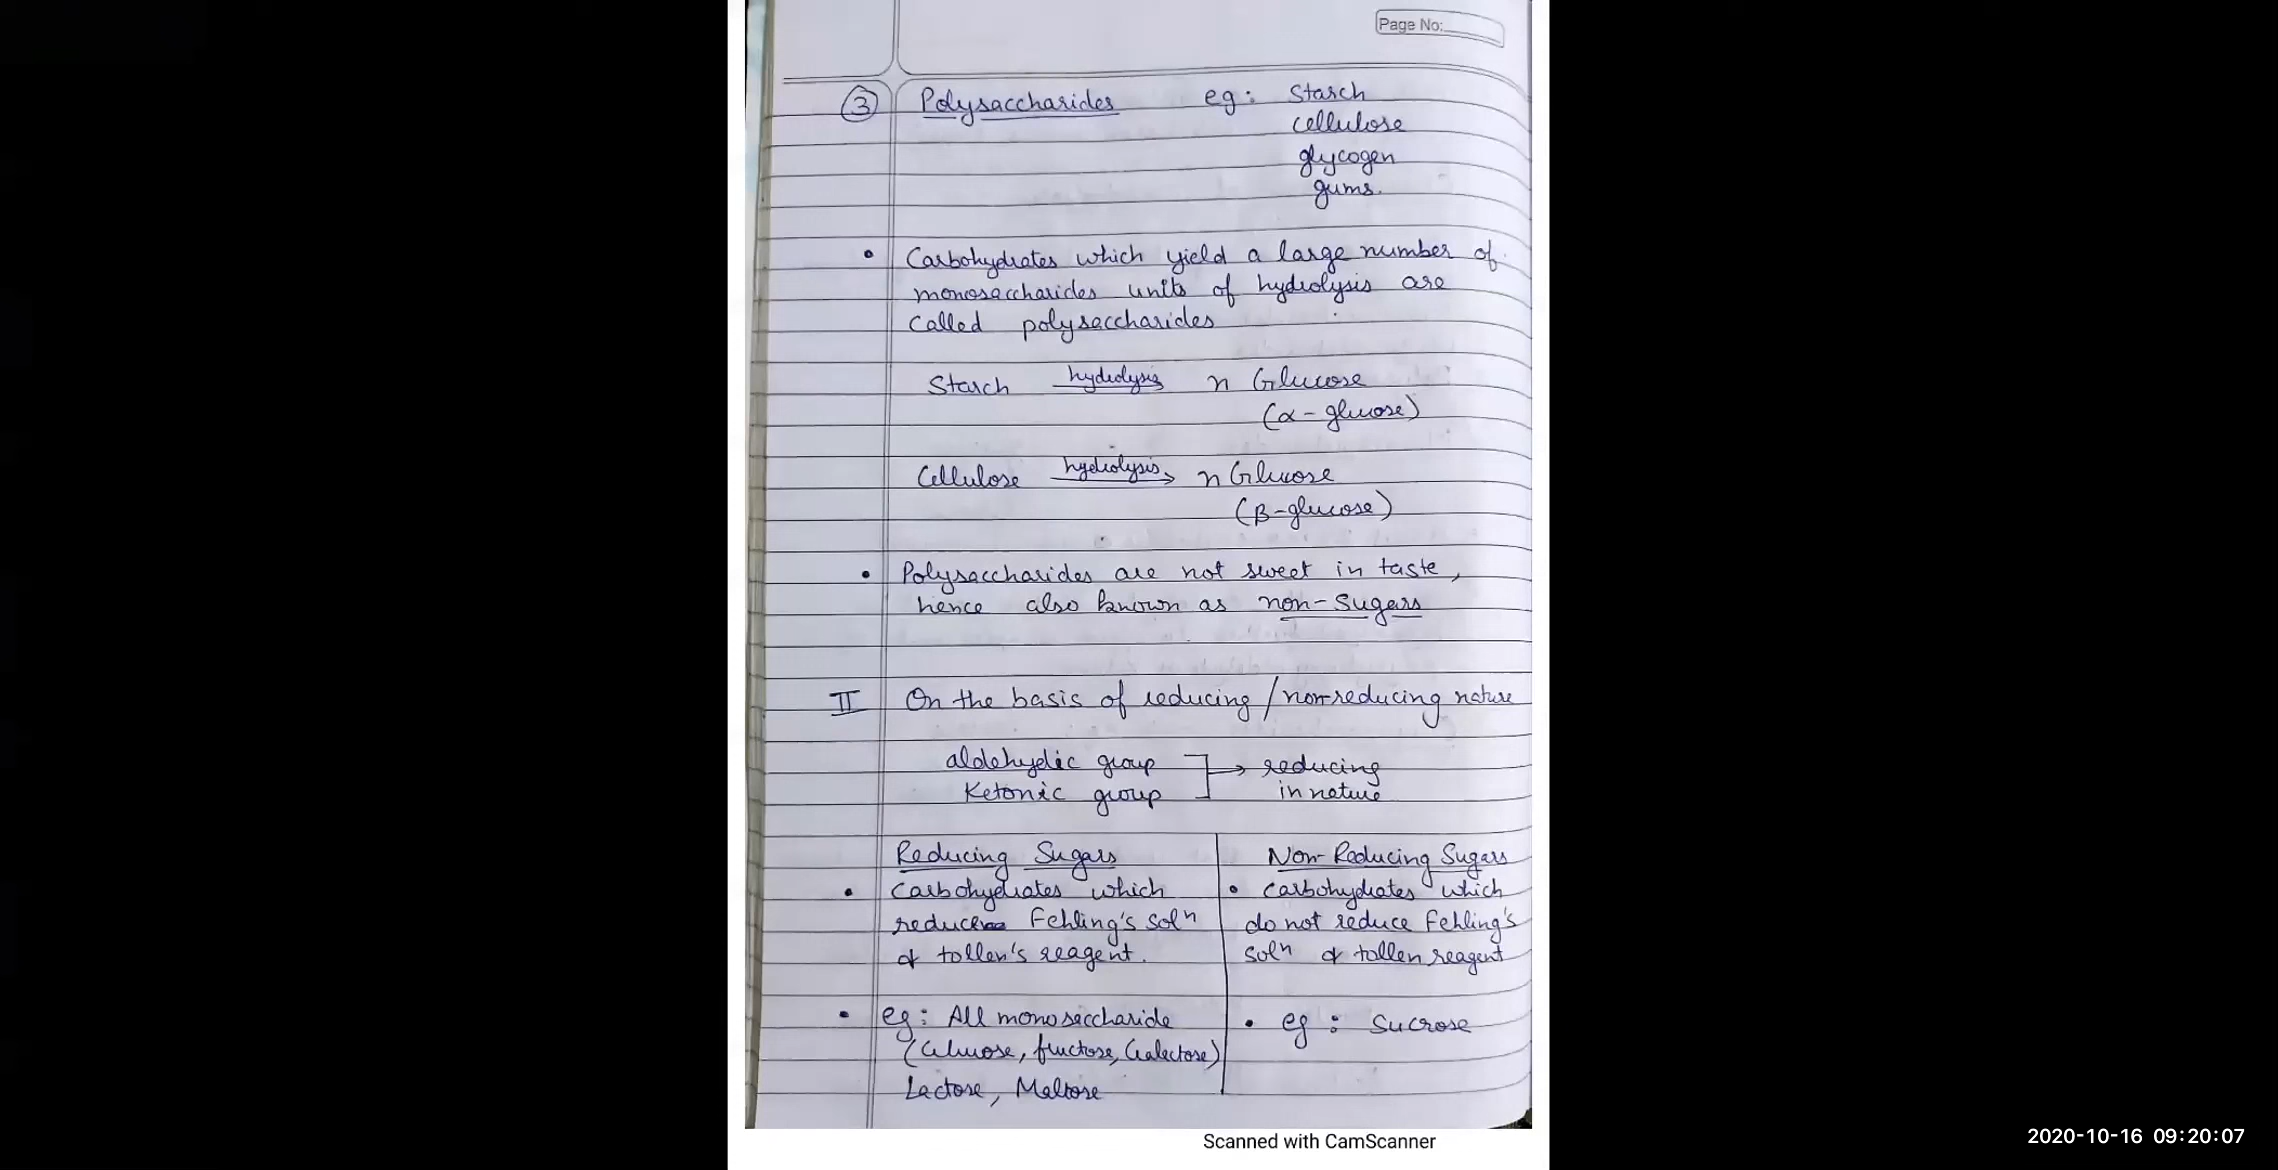 Page No:
③ Polysaccharides eg: Starch
cellulose
glycogen
gums.
• Carbohydrates which yield a large number of
monosaccharides units of hydrolysis are
called polysaccharides
Starch hydrolysis n Glucose
(α - glucose)
Cellulose hydrolysis → n Glucose
(β-glucose)
• Polysaccharides are not sweet in taste,
hence also known as non-sugars
II On the basis of reducing / non-reducing nature
aldehydic group → reducing
Ketonic group in nature
Reducing Sugars
• Carbohydrates which
reduce Fehling's solⁿ
& tollen's reagent.
• eg: All monosaccharide
(Glucose, fructose, Galactose)
Lactose, Maltose
Non-Reducing Sugars
• Carbohydrates which
do not reduce Fehling's
solⁿ & tollen reagent
• eg: Sucrose
Scanned with CamScanner
2020-10-16 09:20:07